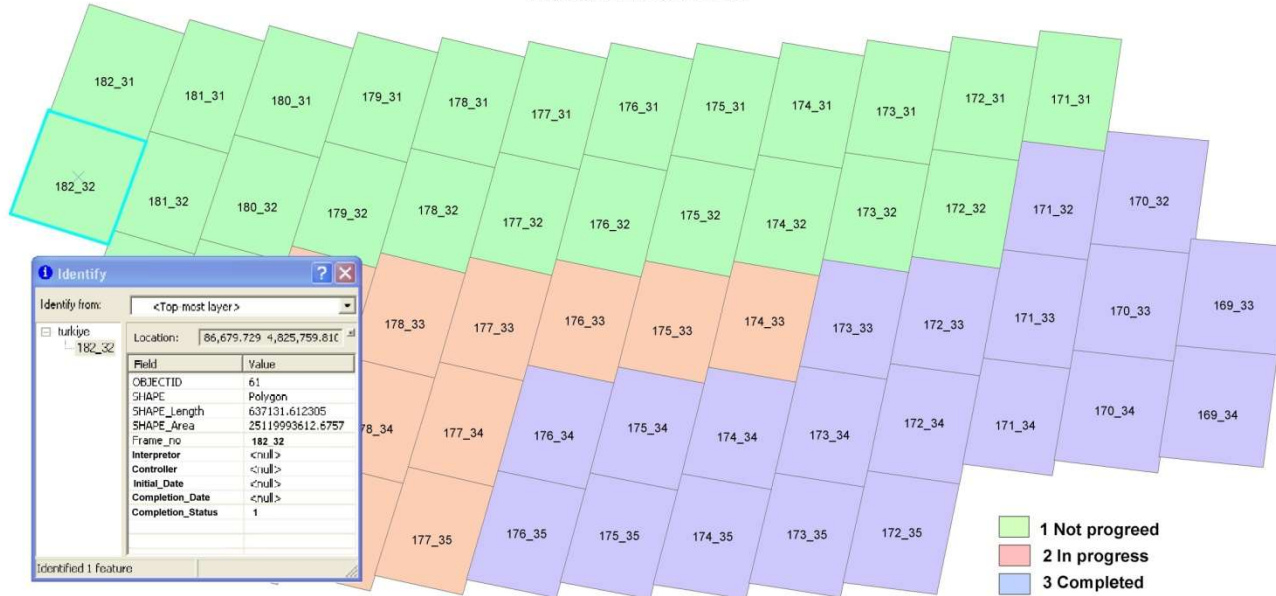 182_31
181_31
180_31
179_31
178_31
177_31
176_31
175_31
174_31
173_31
172_31
171_31
182_32
181_32
180_32
179_32
178_32
177_32
176_32
175_32
174_32
173_32
172_32
171_32
170_32
178_33
177_33
176_33
175_33
174_33
173_33
172_33
171_33
170_33
169_33
78_34
177_34
176_34
175_34
174_34
173_34
172_34
171_34
170_34
169_34
177_35
176_35
175_35
174_35
173_35
172_35
Identify
Identify from: <Top-most layer>
turkiye
182_32
Location: 86,679.729 4,825,759.810
Field Value
OBJECTID 61
SHAPE Polygon
SHAPE_Length 637131.612305
SHAPE_Area 25119993612.6757
Frame_no 182_32
Interpretor <null>
Controller <null>
Initial_Date <null>
Completion_Date <null>
Completion_Status 1
Identified 1 feature
1 Not progreed
2 In progress
3 Completed